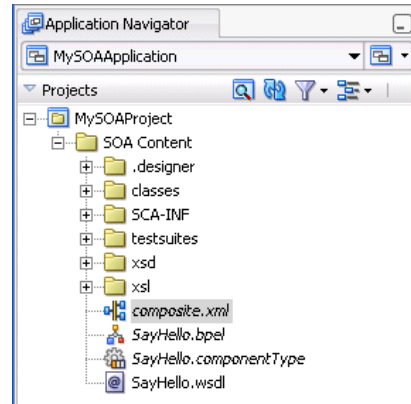 Application Navigator
MySOAApplication
Projects
MySOAProject
SOA Content
.designer
classes
SCA-INF
testsuites
xsd
xsl
composite.xml
SayHello.bpel
SayHello.componentType
SayHello.wsdl